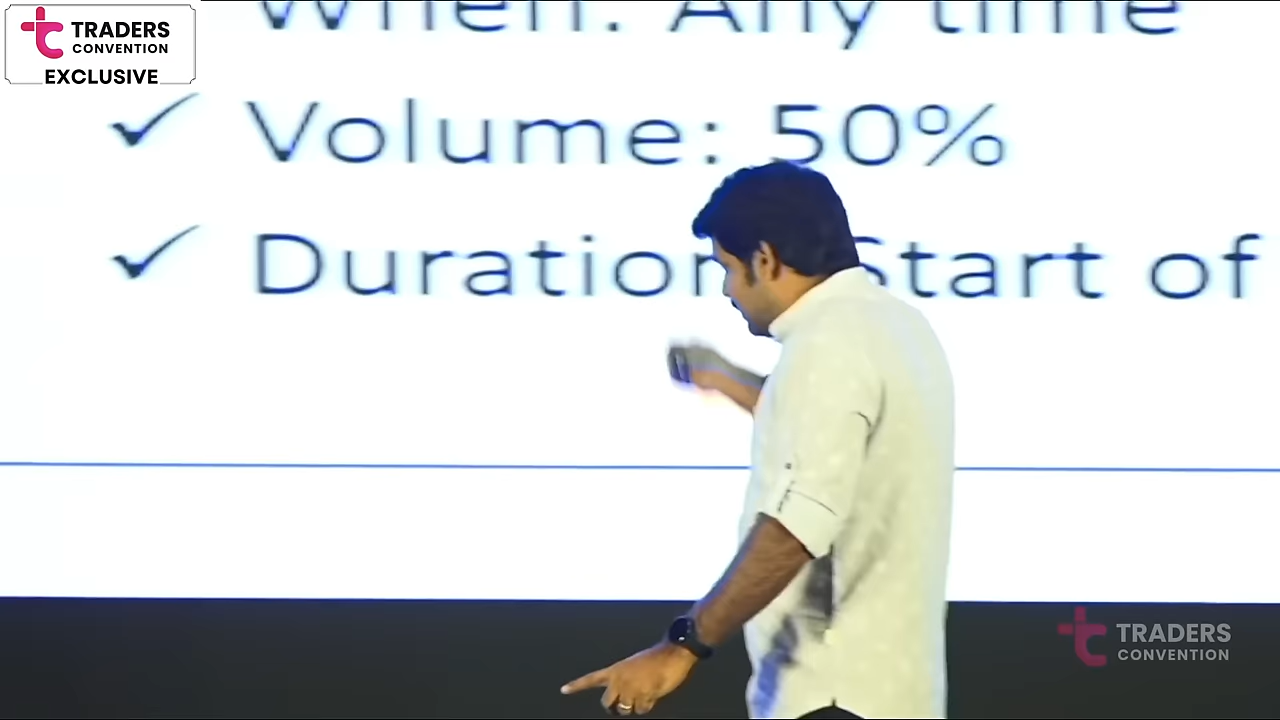 TRADERS
CONVENTION
EXCLUSIVE
When: Any time
✓ Volume: 50%
✓ Duration Start of
TRADERS
CONVENTION